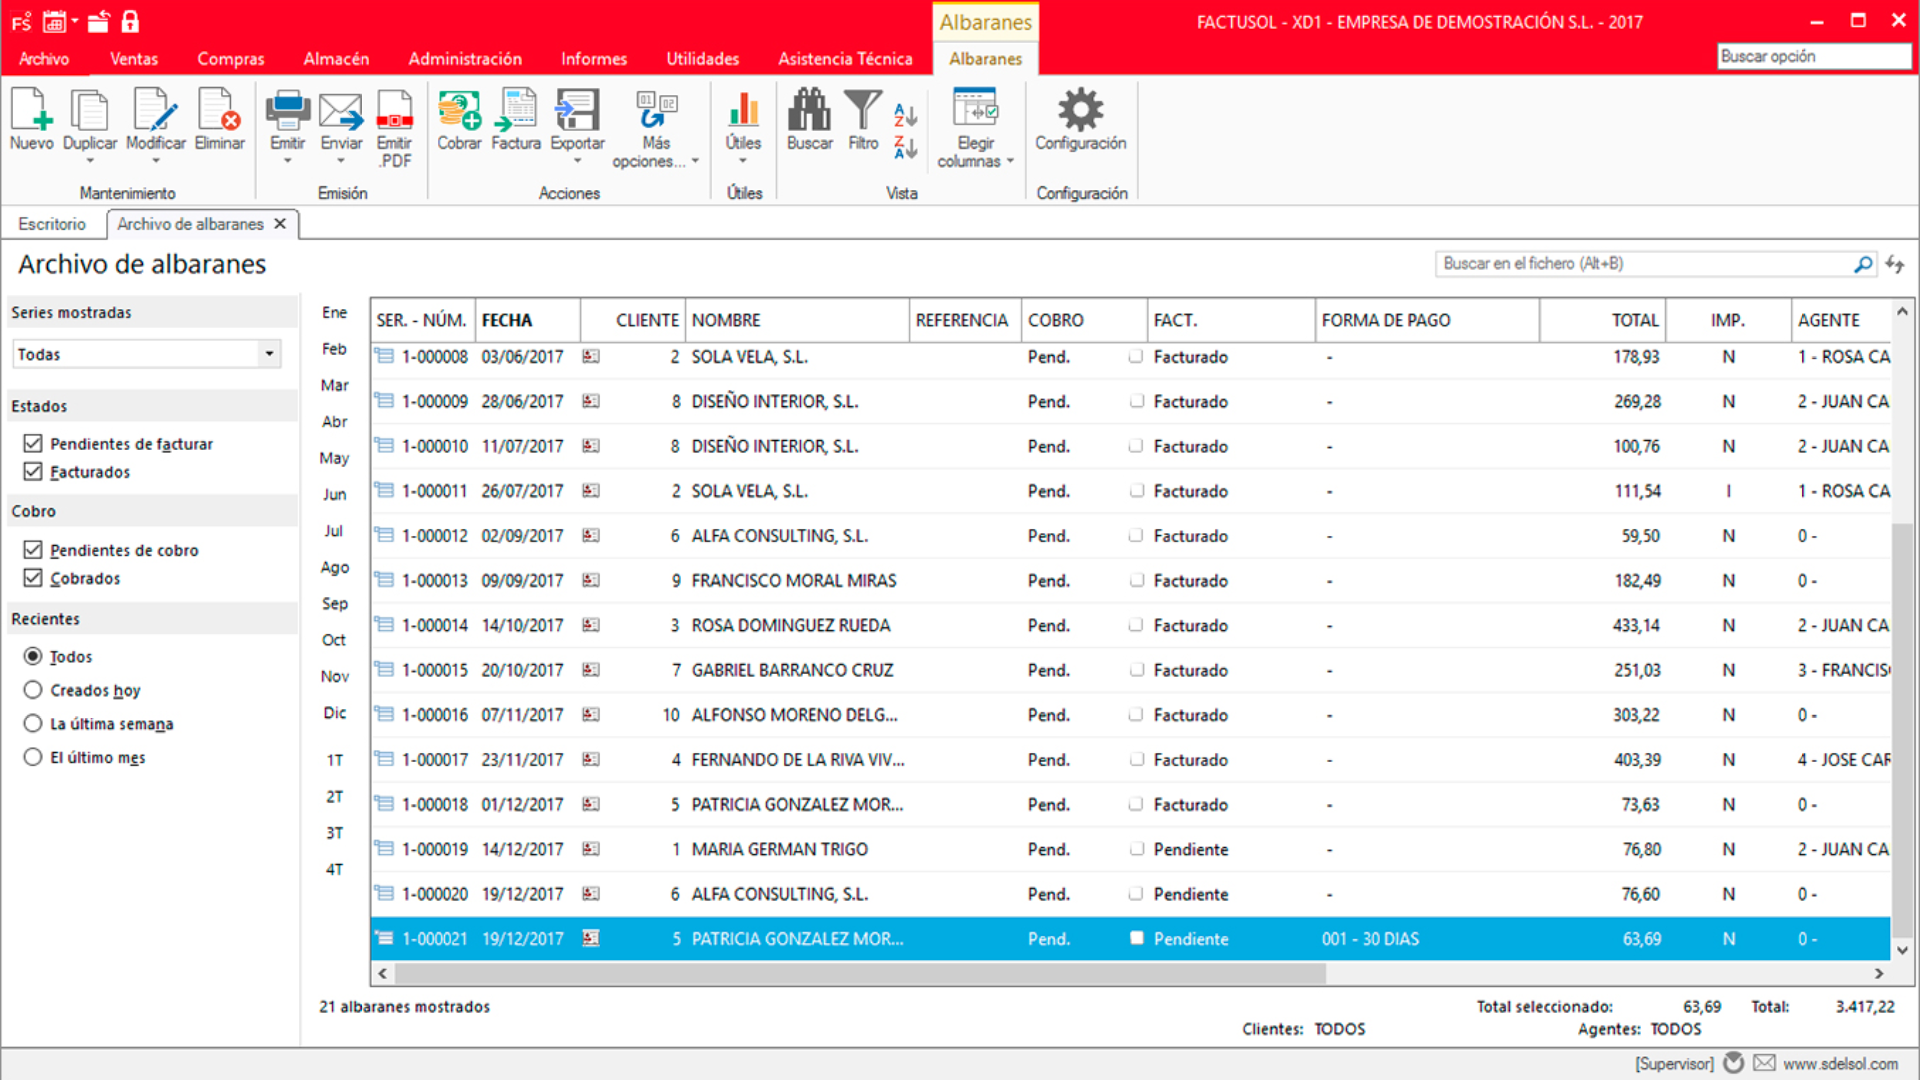 FS Albaranes FACTUSOL - XD1 - EMPRESA DE DEMOSTRACIÓN S.L. - 2017
Archivo Ventas Compras Almacén Administración Informes Utilidades Asistencia Técnica Albaranes Buscar opción
Nuevo Duplicar Modificar Eliminar Emitir Enviar Emitir .PDF Cobrar Factura Exportar Más opciones... Útiles Buscar Filtro Elegir columnas Configuración
Mantenimiento Emisión Acciones Útiles Vista Configuración
Escritorio Archivo de albaranes
Archivo de albaranes Buscar en el fichero (Alt+B)
Series mostradas
Todas
Estados
Pendientes de facturar
Facturados
Cobro
Pendientes de cobro
Cobrados
Recientes
Todos
Creados hoy
La última semana
El último mes
Ene
Feb
Mar
Abr
May
Jun
Jul
Ago
Sep
Oct
Nov
Dic
1T
2T
3T
4T
SER. - NÚM. FECHA CLIENTE NOMBRE REFERENCIA COBRO FACT. FORMA DE PAGO TOTAL IMP. AGENTE
1-000008 03/06/2017 2 SOLA VELA, S.L. Pend. Facturado - 178,93 N 1 - ROSA CA
1-000009 28/06/2017 8 DISEÑO INTERIOR, S.L. Pend. Facturado - 269,28 N 2 - JUAN CA
1-000010 11/07/2017 8 DISEÑO INTERIOR, S.L. Pend. Facturado - 100,76 N 2 - JUAN CA
1-000011 26/07/2017 2 SOLA VELA, S.L. Pend. Facturado - 111,54 I 1 - ROSA CA
1-000012 02/09/2017 6 ALFA CONSULTING, S.L. Pend. Facturado - 59,50 N 0 -
1-000013 09/09/2017 9 FRANCISCO MORAL MIRAS Pend. Facturado - 182,49 N 0 -
1-000014 14/10/2017 3 ROSA DOMINGUEZ RUEDA Pend. Facturado - 433,14 N 2 - JUAN CA
1-000015 20/10/2017 7 GABRIEL BARRANCO CRUZ Pend. Facturado - 251,03 N 3 - FRANCIS
1-000016 07/11/2017 10 ALFONSO MORENO DELG... Pend. Facturado - 303,22 N 0 -
1-000017 23/11/2017 4 FERNANDO DE LA RIVA VIV... Pend. Facturado - 403,39 N 4 - JOSE CAR
1-000018 01/12/2017 5 PATRICIA GONZALEZ MOR... Pend. Facturado - 73,63 N 0 -
1-000019 14/12/2017 1 MARIA GERMAN TRIGO Pend. Pendiente - 76,80 N 2 - JUAN CA
1-000020 19/12/2017 6 ALFA CONSULTING, S.L. Pend. Pendiente - 76,60 N 0 -
1-000021 19/12/2017 5 PATRICIA GONZALEZ MOR... Pend. Pendiente 001 - 30 DIAS 63,69 N 0 -
21 albaranes mostrados Total seleccionado: 63,69 Total: 3.417,22
Clientes: TODOS Agentes: TODOS
[Supervisor] www.sdelsol.com